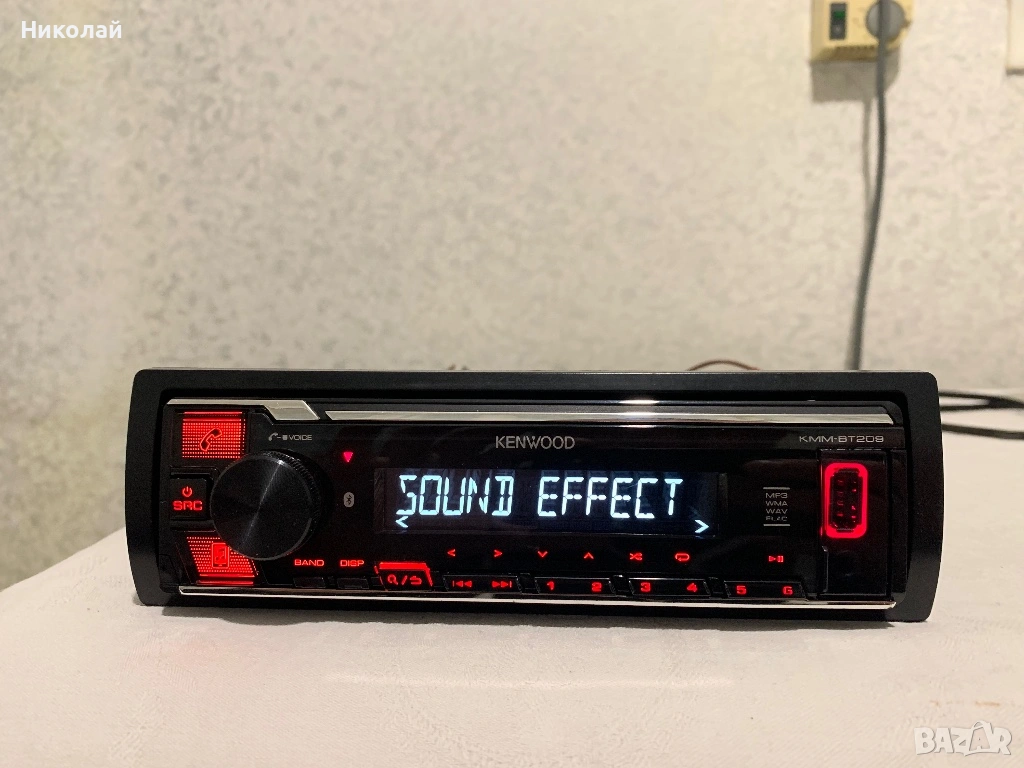 Николай
KENWOOD
KMM-BT209
VOICE
SOUND EFFECT
< >
SRC
MP3
WMA
WAV
FLAC
BAND DISP
1 2 3 4 5 6
BAZAR